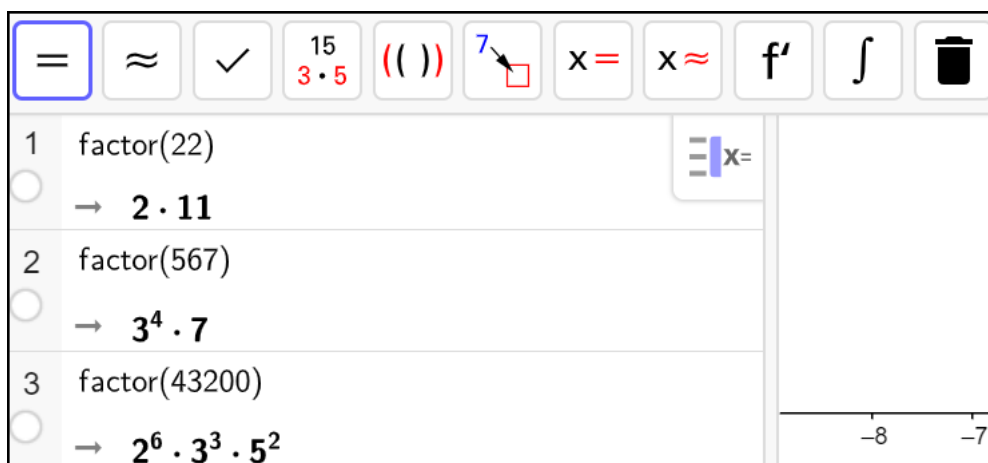 = ≈ ✓ 15 3 · 5 (( )) 7 x = x ≈ f′ ∫
1 factor(22)
x=
→ 2 · 11
2 factor(567)
→ 3⁴ · 7
3 factor(43200)
→ 2⁶ · 3³ · 5²
–8 –7